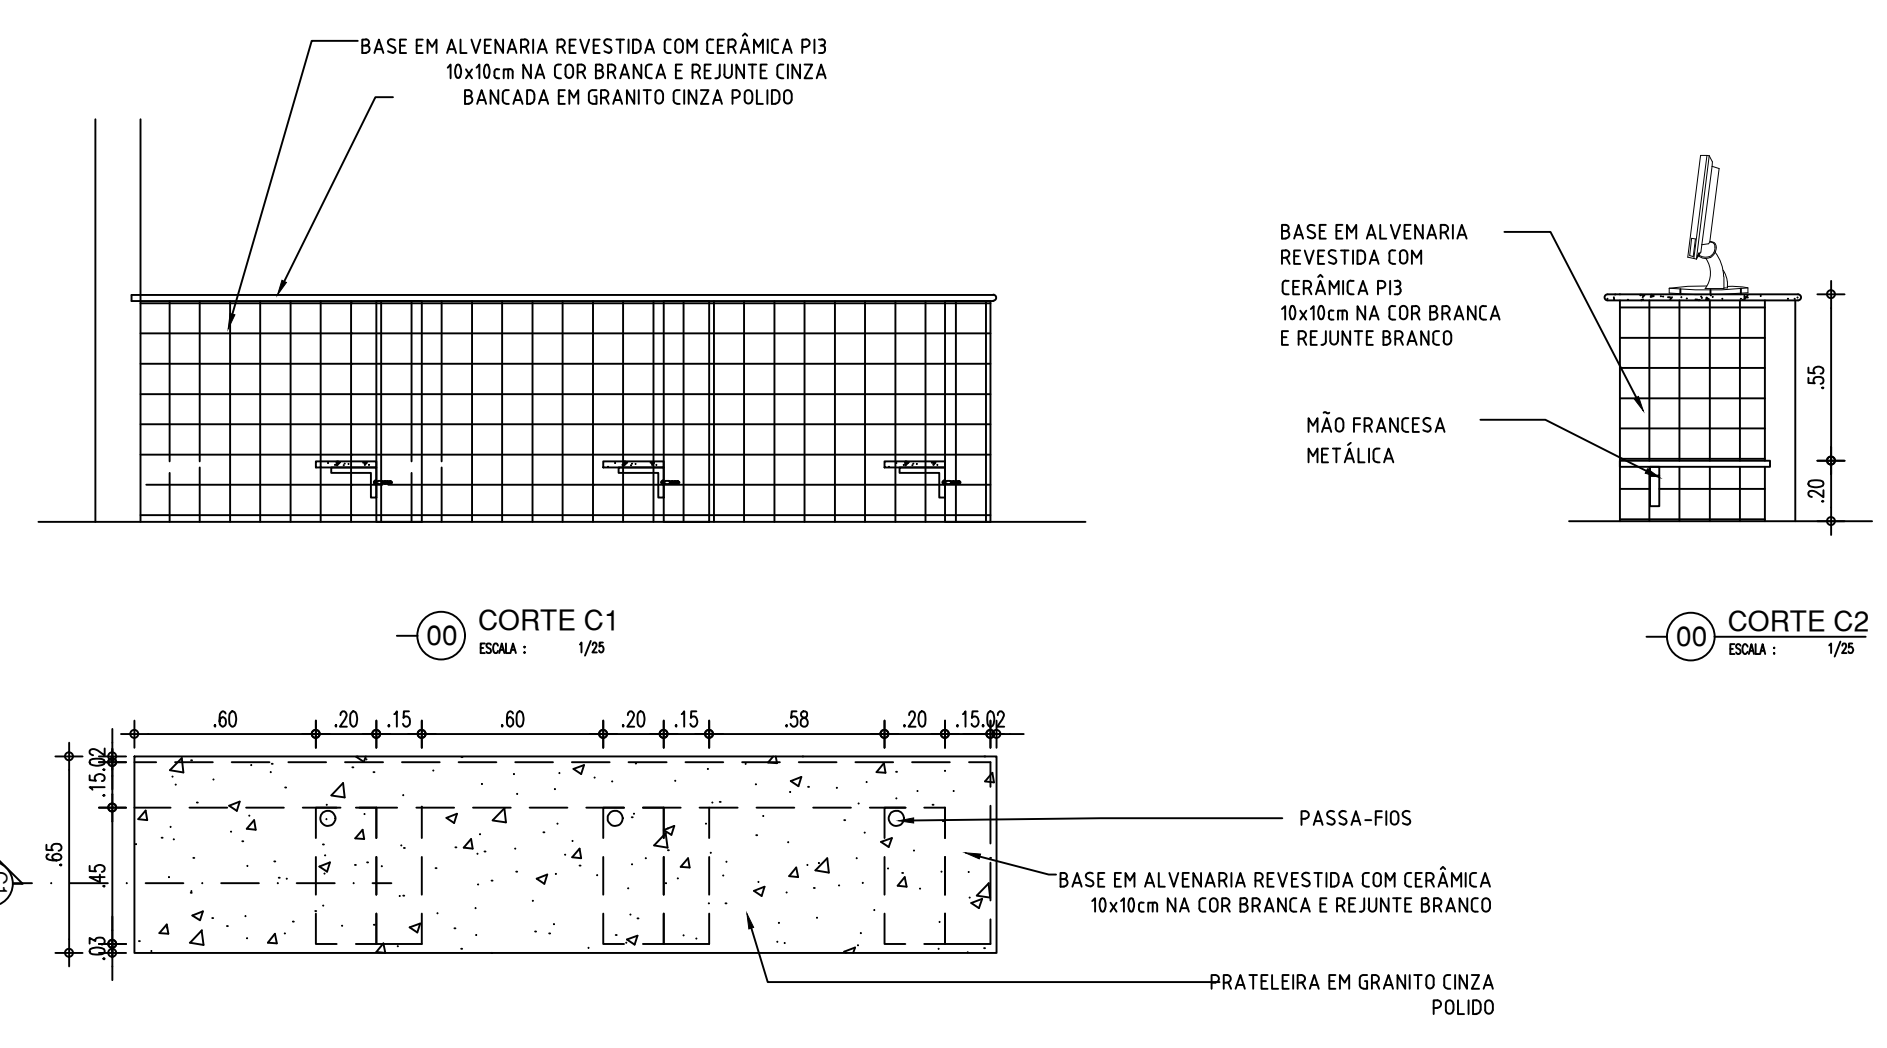 BASE EM ALVENARIA REVESTIDA COM CERÂMICA PI3
10x10cm NA COR BRANCA E REJUNTE CINZA
BANCADA EM GRANITO CINZA POLIDO
BASE EM ALVENARIA
REVESTIDA COM
CERÂMICA PI3
10x10cm NA COR BRANCA
E REJUNTE BRANCO
MÃO FRANCESA
METÁLICA
.55
.20
00 CORTE C1
ESCALA : 1/25
00 CORTE C2
ESCALA : 1/25
.60 .20 .15 .60 .20 .15 .58 .20 .15 .02
.02
.15
.65
.45
.03
C1
PASSA-FIOS
BASE EM ALVENARIA REVESTIDA COM CERÂMICA
10x10cm NA COR BRANCA E REJUNTE BRANCO
PRATELEIRA EM GRANITO CINZA
POLIDO